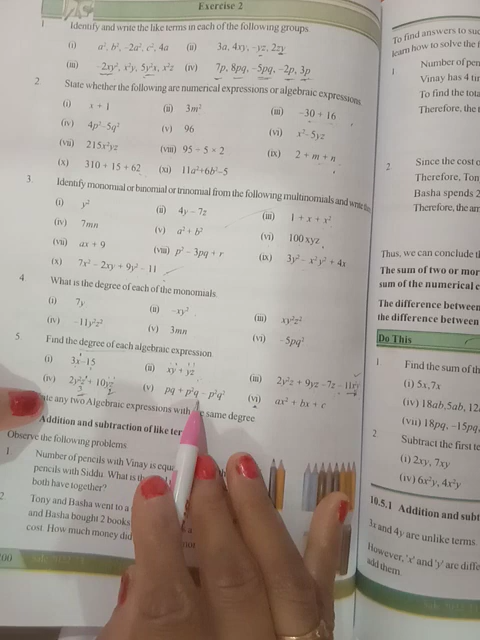 Exercise 2
1 Identify and write the like terms in each of the following groups.
(i) a², b², -2a², c², 4a (ii) 3a, 4xy, -yz, 2zy
(iii) -2xy², x²y, 5y²x, x²z (iv) 7p, 8pq, -5pq, -2p, 3p
2. State whether the following are numerical expressions or algebraic expressions.
(i) x + 1 (ii) 3m² (iii) -30 + 16
(iv) 4p²-5q² (v) 96 (vi) x²-5yz
(vii) 215x²yz (viii) 95 ÷ 5 × 2 (ix) 2 + m + n
(x) 310 + 15 + 62 (xi) 11a²+6b²-5
3. Identify monomial or binomial or trinomial from the following multinomials and write
(i) y² (ii) 4y - 7z (iii) 1 + x + x²
(iv) 7mn (v) a² + b² (vi) 100 xyz
(vii) ax + 9 (viii) p² - 3pq + r (ix) 3y² - x²y² + 4x
(x) 7x² - 2xy + 9y² - 11
4 What is the degree of each of the monomials.
(i) 7y (ii) -xy² (iii) xy²z²
(iv) -11y²z² (v) 3mn (vi) -5pq²
5 Find the degree of each algebraic expression
(i) 3x-15 (ii) xy + yz (iii) 2y²z + 9yz - 7z - 11
(iv) 2y²z + 10yz (v) pq + p²q - p²q² (vi) ax² + bx + c
any two Algebraic expressions with same degree
Addition and subtraction of like ter
Observe the following problems
1. Number of pencils with Vinay is equ
pencils with Siddu. What is the
both have together?
2 Tony and Basha went to a
and Basha bought 2 books
cost. How much money did
200
To find answers to suc
learn how to solve the
1 Number of pen
Vinay has 4 tim
To find the tota
Therefore, the
2 Since the cost o
Therefore, Ton
Basha spends 2
Therefore, the am
Thus, we can conclude th
The sum of two or mor
sum of the numerical
The difference between
the difference between
Do This
1 Find the sum of th
(i) 5x, 7x
(iv) 18ab, 5ab, 12
(vii) 18pq, -15pq
2 Subtract the first te
(i) 2xy, 7xy
(iv) 6x²y, 4x²y
10.5.1 Addition and subt
3x and 4y are unlike terms.
However, 'x' and 'y' are diffe
add them.